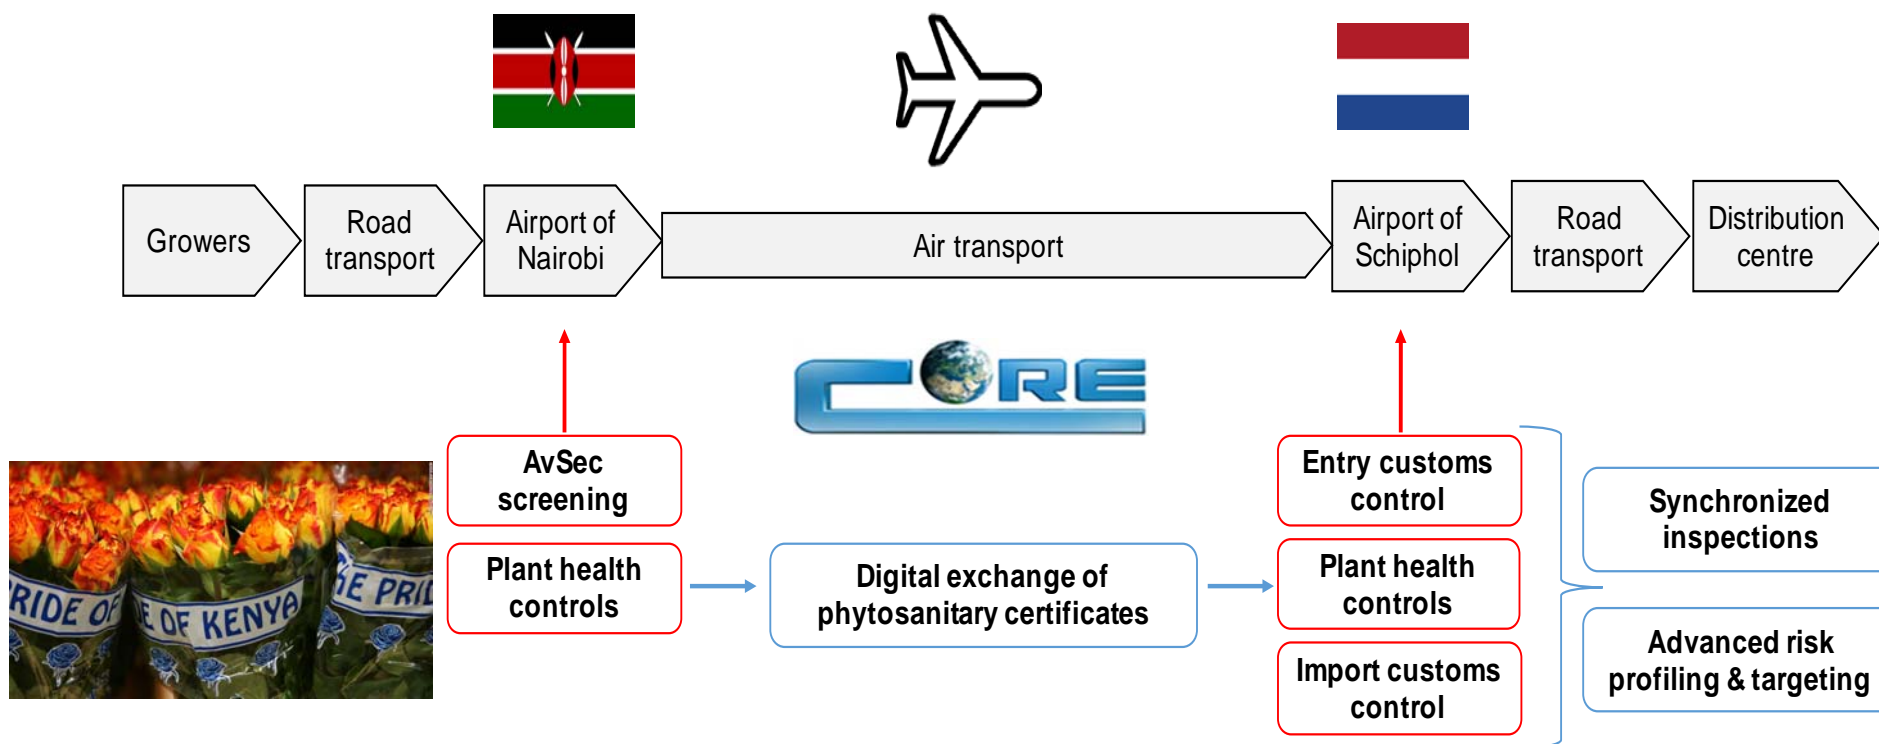 Growers
Road
transport
Airport of
Nairobi
Air transport
Airport of
Schiphol
Road
transport
Distribution
centre
CORE
AvSec
screening
Plant health
controls
Digital exchange of
phytosanitary certificates
Entry customs
control
Plant health
controls
Import customs
control
Synchronized
inspections
Advanced risk
profiling & targeting
RIDE OF
E OF KENYA
HE PRID